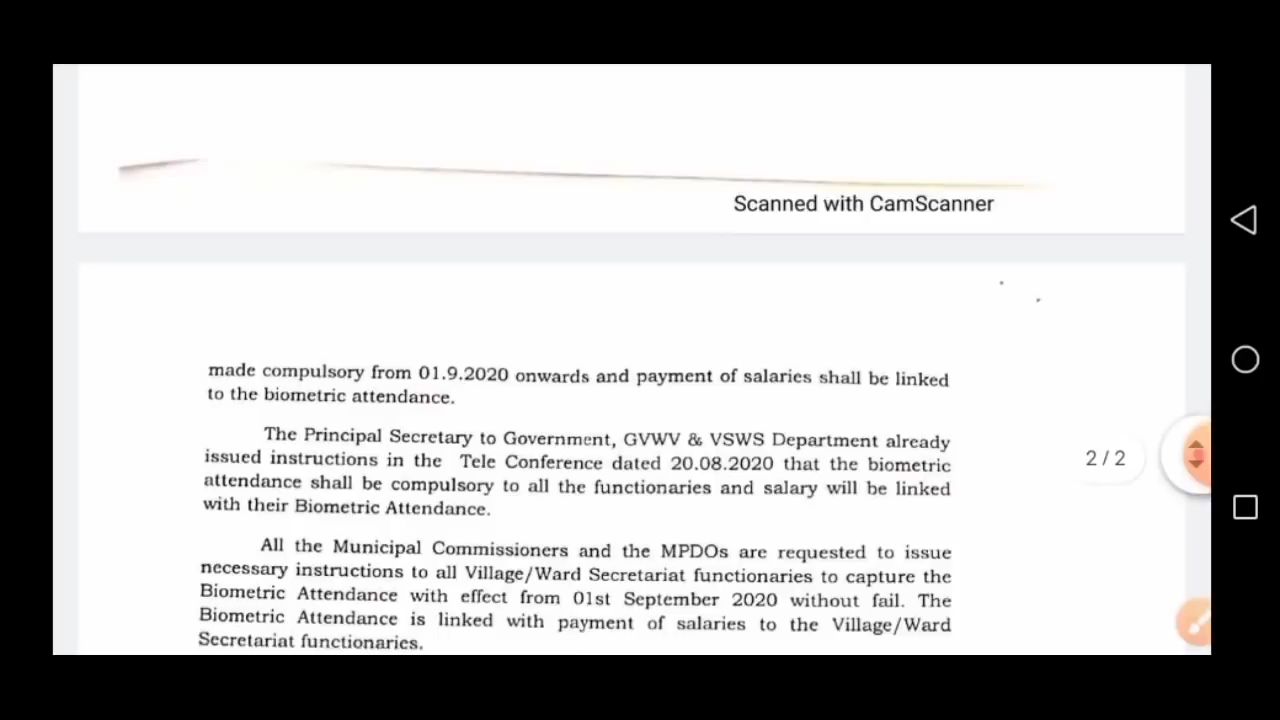 Scanned with CamScanner
made compulsory from 01.9.2020 onwards and payment of salaries shall be linked
to the biometric attendance.
The Principal Secretary to Government, GVWV & VSWS Department already
issued instructions in the Tele Conference dated 20.08.2020 that the biometric
attendance shall be compulsory to all the functionaries and salary will be linked
with their Biometric Attendance.
2 / 2
All the Municipal Commissioners and the MPDOs are requested to issue
necessary instructions to all Village/Ward Secretariat functionaries to capture the
Biometric Attendance with effect from 01st September 2020 without fail. The
Biometric Attendance is linked with payment of salaries to the Village/Ward
Secretariat functionaries.